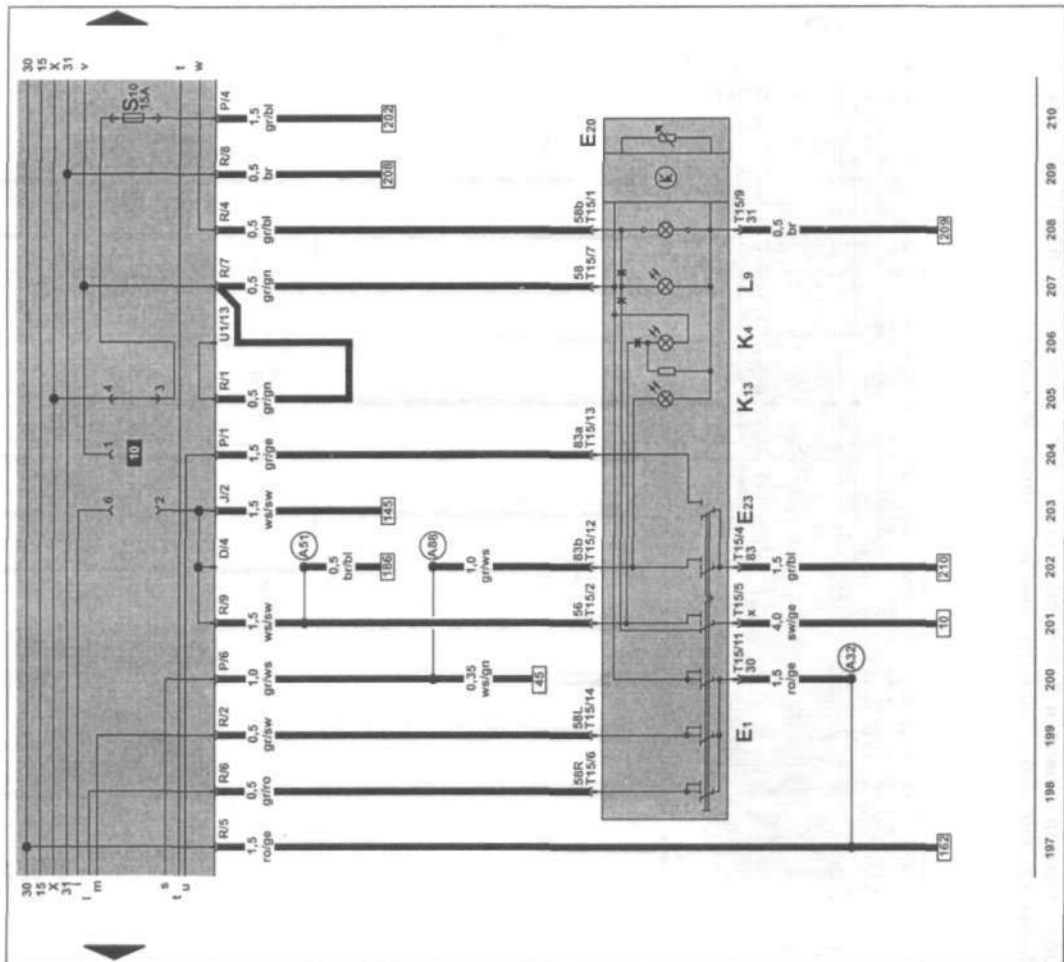 30
15
X
31
v
t
w
S10
15A
P/4
R/8
R/4
R/7
U1/13
R/1
P/1
J/2
D/4
R/9
P/6
R/2
R/6
R/5
4
3
1
10
6
2
30
15
X
31
l
m
s
t
u
1,5
gr/bl
0,5
br
0,5
gr/bl
0,5
gr/gn
0,5
gr/gn
1,5
gr/ge
1,5
ws/sw
1,5
ws/sw
1,0
gr/ws
0,5
gr/sw
0,5
gr/ro
1,5
ro/ge
202
208
145
A51
0,5
br/bl
186
A86
1,0
gr/ws
0,35
ws/gn
45
58b
T15/1
58
T15/7
83a
T15/13
83b
T15/12
56
T15/2
58L
T15/14
58R
T15/6
E20
K
L9
K4
K13
E23
E1
T15/9
31
0,5
br
209
T15/4
83
1,5
gr/bl
210
T15/5
x
4,0
sw/ge
10
T15/11
30
1,5
ro/ge
A32
162
197
198
199
200
201
202
203
204
205
206
207
208
209
210